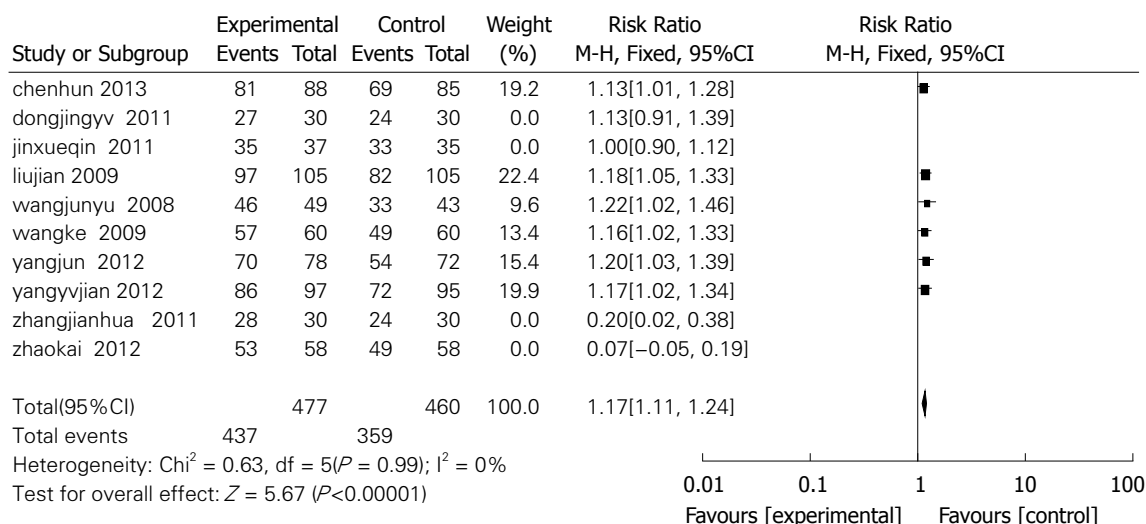 Experimental Control Weight Risk Ratio Risk Ratio
Study or Subgroup Events Total Events Total (%) M-H, Fixed, 95%CI M-H, Fixed, 95%CI
chenhun 2013 81 88 69 85 19.2 1.13[1.01, 1.28]
dongjingyv 2011 27 30 24 30 0.0 1.13[0.91, 1.39]
jinxueqin 2011 35 37 33 35 0.0 1.00[0.90, 1.12]
liujian 2009 97 105 82 105 22.4 1.18[1.05, 1.33]
wangjunyu 2008 46 49 33 43 9.6 1.22[1.02, 1.46]
wangke 2009 57 60 49 60 13.4 1.16[1.02, 1.33]
yangjun 2012 70 78 54 72 15.4 1.20[1.03, 1.39]
yangyvjian 2012 86 97 72 95 19.9 1.17[1.02, 1.34]
zhangjianhua 2011 28 30 24 30 0.0 0.20[0.02, 0.38]
zhaokai 2012 53 58 49 58 0.0 0.07[−0.05, 0.19]
Total(95%CI) 477 460 100.0 1.17[1.11, 1.24]
Total events 437 359
Heterogeneity: Chi² = 0.63, df = 5(P = 0.99); I² = 0%
Test for overall effect: Z = 5.67 (P<0.00001)
0.01 0.1 1 10 100
Favours [experimental] Favours [control]